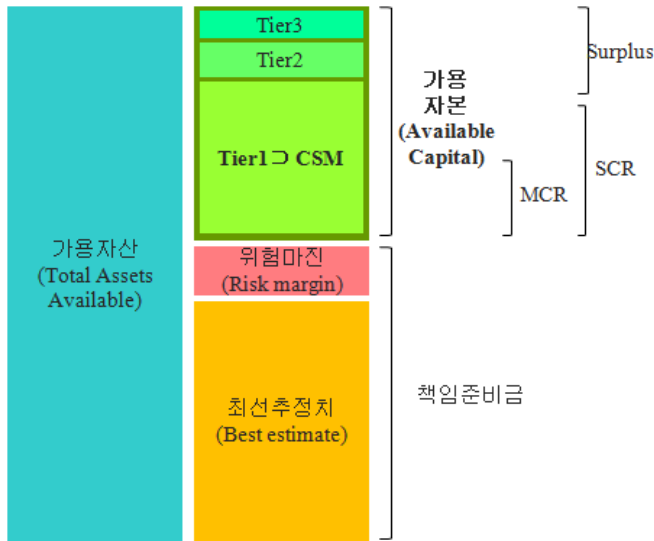 가용자산
(Total Assets
Available)
Tier3
Tier2
Tier1⊃ CSM
위험마진
(Risk margin)
최선추정치
(Best estimate)
가용
자본
(Available
Capital)
Surplus
SCR
MCR
책임준비금